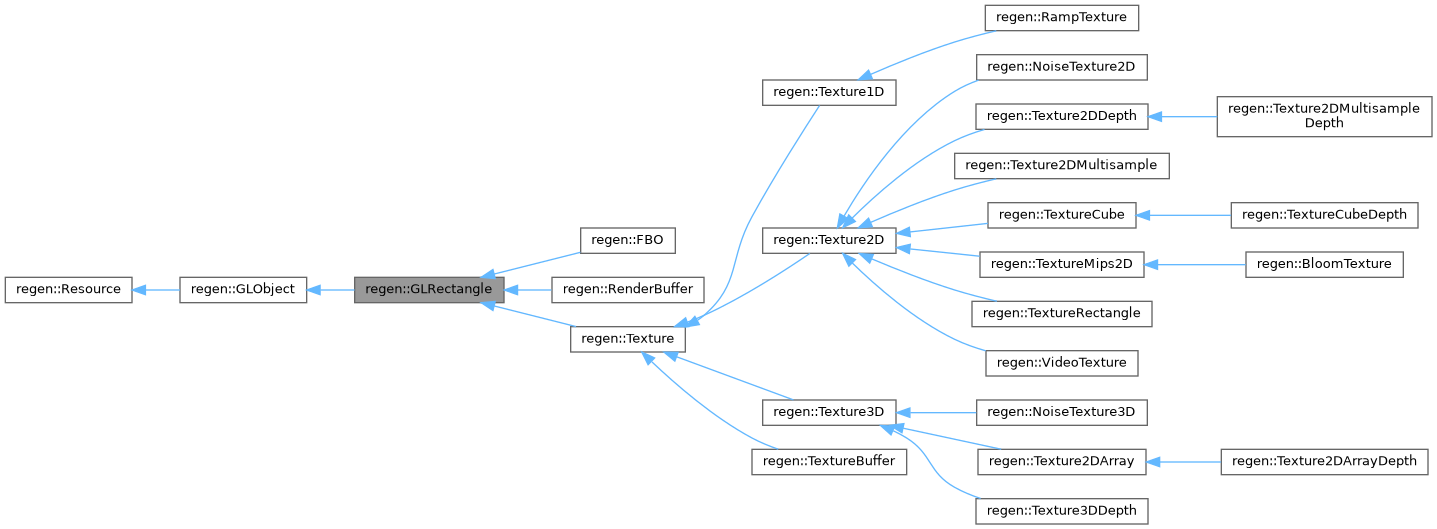 regen::RampTexture
regen::NoiseTexture2D
regen::Texture1D
regen::Texture2DDepth
regen::Texture2DMultisample
Depth
regen::Texture2DMultisample
regen::TextureCube
regen::TextureCubeDepth
regen::FBO
regen::Texture2D
regen::TextureMips2D
regen::BloomTexture
regen::Resource
regen::GLObject
regen::GLRectangle
regen::RenderBuffer
regen::TextureRectangle
regen::Texture
regen::VideoTexture
regen::Texture3D
regen::NoiseTexture3D
regen::TextureBuffer
regen::Texture2DArray
regen::Texture2DArrayDepth
regen::Texture3DDepth